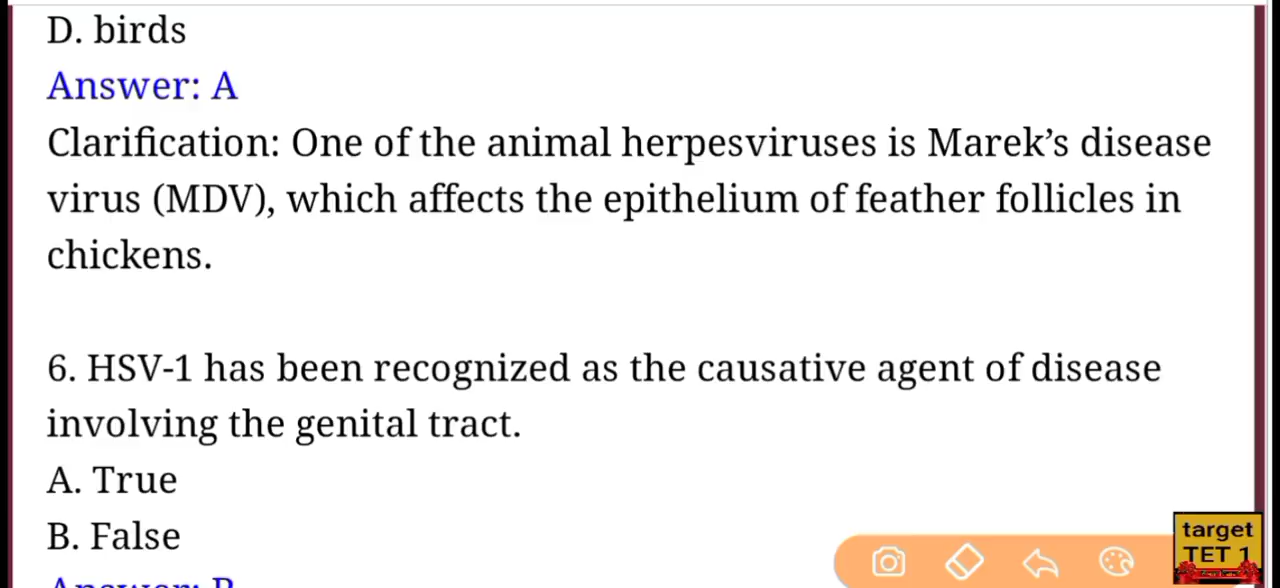 D. birds
Answer: A
Clarification: One of the animal herpesviruses is Marek’s disease
virus (MDV), which affects the epithelium of feather follicles in
chickens.
6. HSV-1 has been recognized as the causative agent of disease
involving the genital tract.
A. True
B. False
Answer: B
target
TET 1